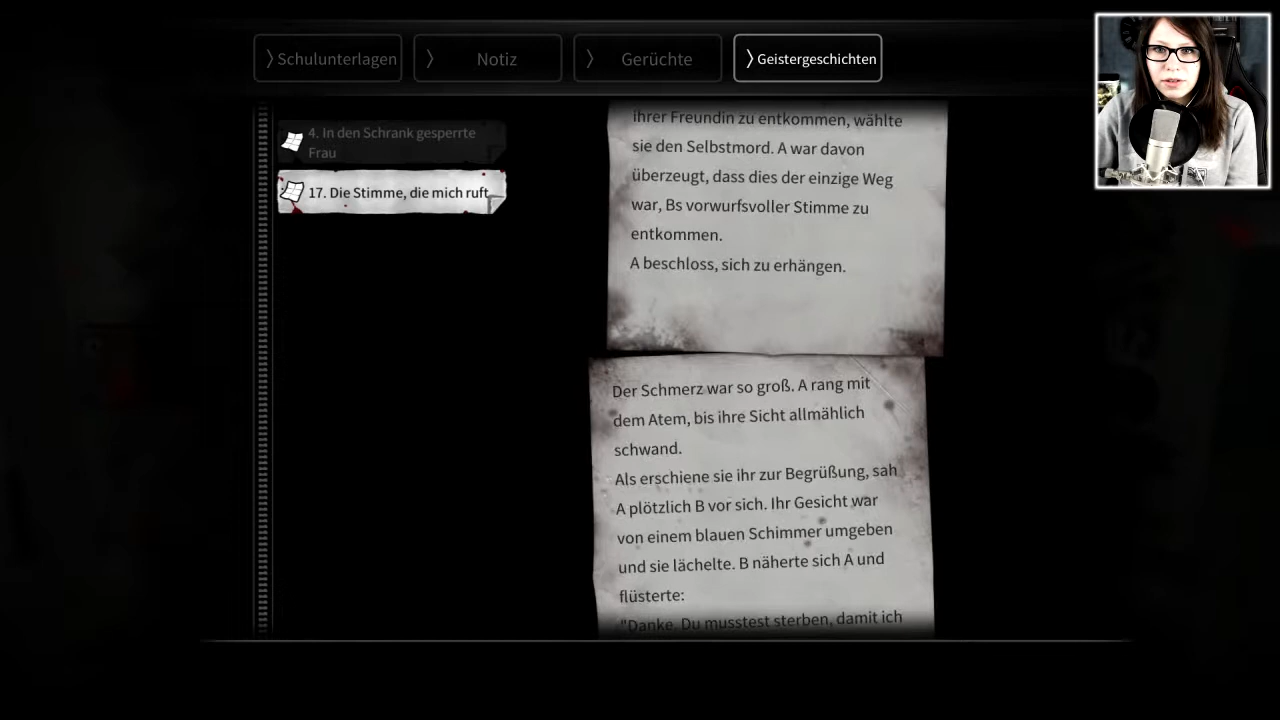 Schulunterlagen
Notiz
Gerüchte
Geistergeschichten
4. In den Schrank gesperrte
Frau
17. Die Stimme, die mich ruft
ihrer Freundin zu entkommen, wählte
sie den Selbstmord. A war davon
überzeugt, dass dies der einzige Weg
war, Bs vorwurfsvoller Stimme zu
entkommen.
A beschloss, sich zu erhängen.
Der Schmerz war so groß. A rang mit
dem Atem, bis ihre Sicht allmählich
schwand.
Als erschiene sie ihr zur Begrüßung, sah
A plötzlich B vor sich. Ihr Gesicht war
von einem blauen Schimmer umgeben
und sie lächelte. B näherte sich A und
flüsterte:
"Danke. Du musstest sterben, damit ich